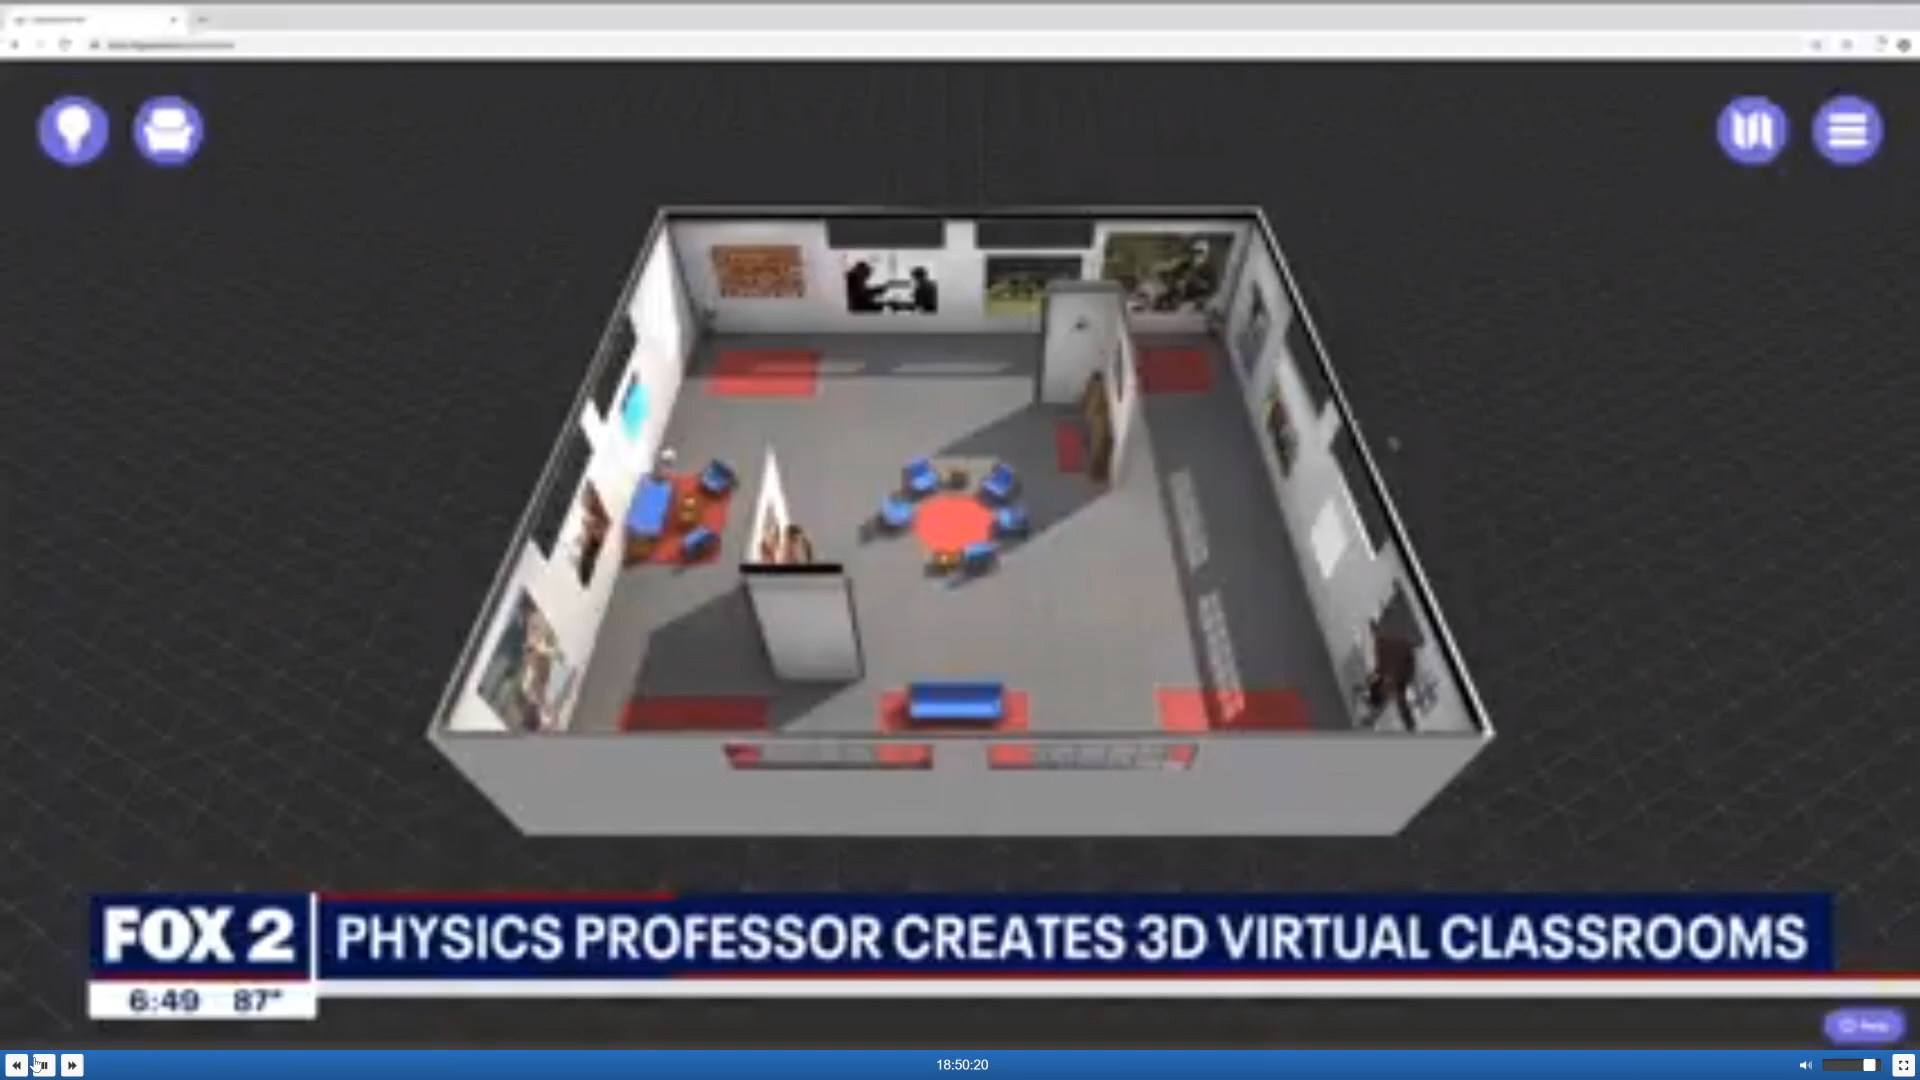 FOX 2
PHYSICS PROFESSOR CREATES 3D VIRTUAL CLASSROOMS
6:49 87°
18:50:20